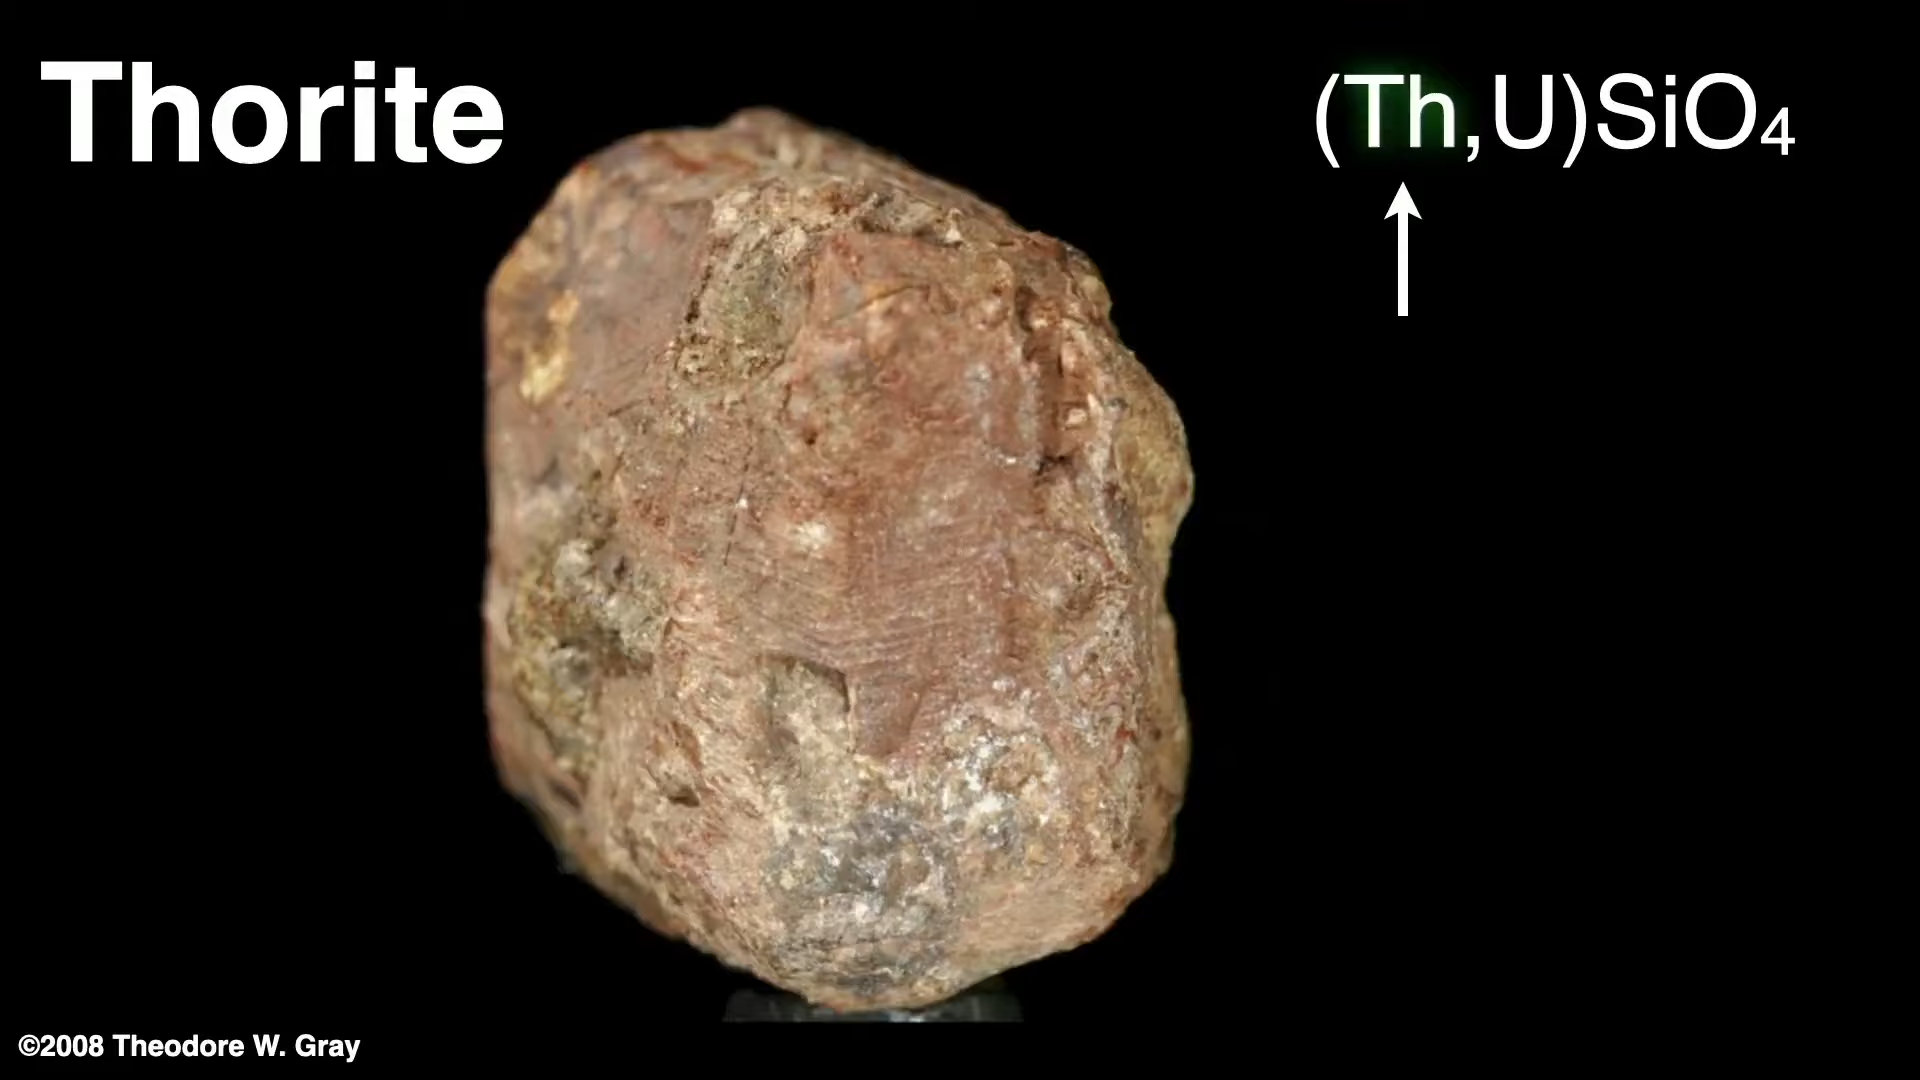 Thorite
(Th,U)SiO₄
©2008 Theodore W. Gray